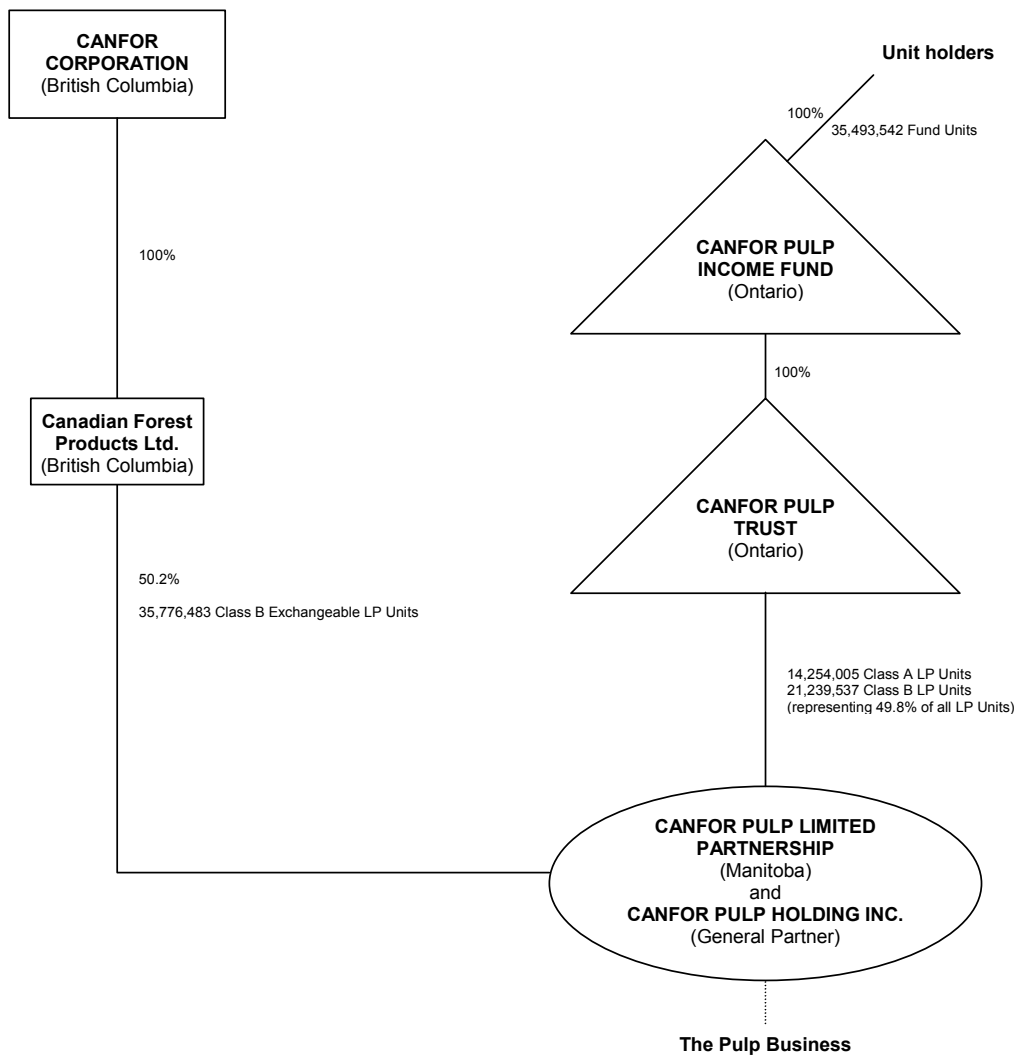 CANFOR
CORPORATION
(British Columbia)
Unit holders
100%
35,493,542 Fund Units
CANFOR PULP
INCOME FUND
(Ontario)
100%
100%
Canadian Forest
Products Ltd.
(British Columbia)
CANFOR PULP
TRUST
(Ontario)
50.2%
35,776,483 Class B Exchangeable LP Units
14,254,005 Class A LP Units
21,239,537 Class B LP Units
(representing 49.8% of all LP Units)
CANFOR PULP LIMITED
PARTNERSHIP
(Manitoba)
and
CANFOR PULP HOLDING INC.
(General Partner)
The Pulp Business